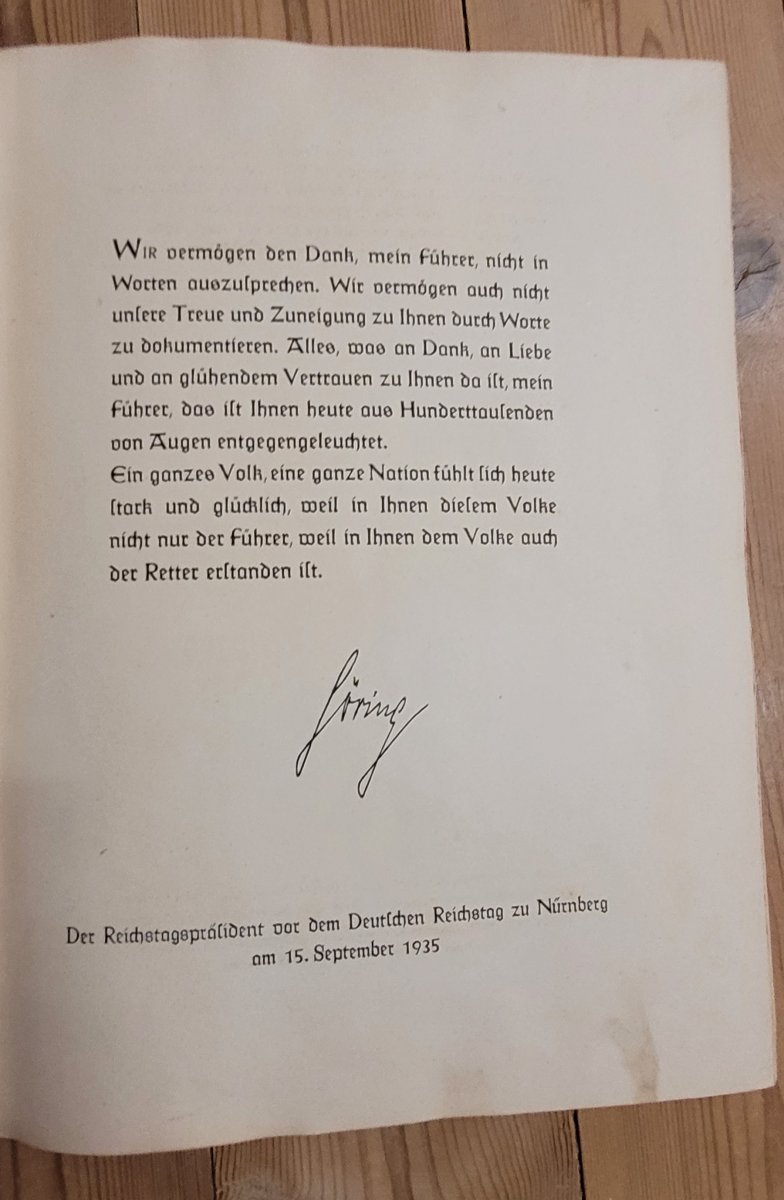 WIR vermögen den Dank, mein Führer, nicht in
Worten auszuſprechen. Wir vermögen auch nicht
unſere Treue und Zuneigung zu Ihnen durch Worte
zu dokumentieren. Alles, was an Dank, an Liebe
und an glühendem Vertrauen zu Ihnen da iſt, mein
Führer, das iſt Ihnen heute aus Hunderttauſenden
von Augen entgegengeleuchtet.
Ein ganzes Volk, eine ganze Nation fühlt ſich heute
ſtark und glücklich, weil in Ihnen dieſem Volke
nicht nur der Führer, weil in Ihnen dem Volke auch
der Retter erſtanden iſt.
Göring
Der Reichstagspräſident vor dem Deutſchen Reichstag zu Nürnberg
am 15. September 1935